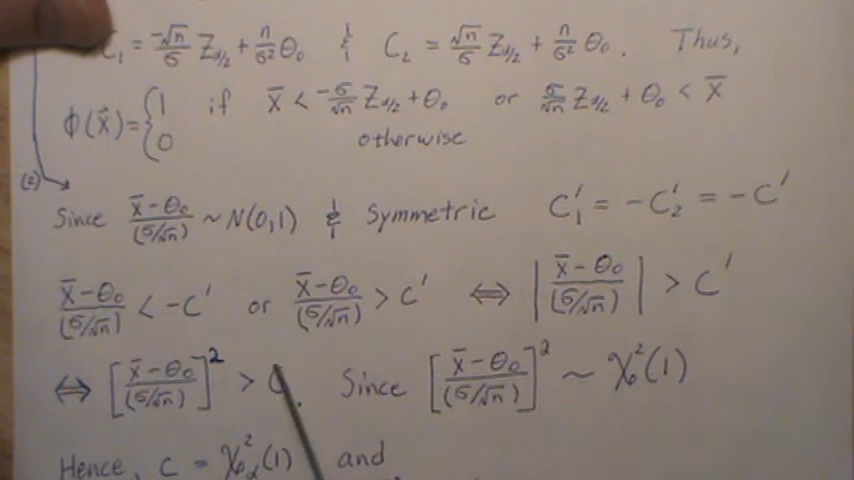 C₁ = -√n/σ Z_{α/2} + n/σ² θ₀ & C₂ = √n/σ Z_{α/2} + n/σ² θ₀. Thus,
φ(x⃗) = { 1 if x̄ < -σ/√n Z_{α/2} + θ₀ or σ/√n Z_{α/2} + θ₀ < x̄
0 otherwise
(2)
Since (x̄-θ₀)/(σ/√n) ~ N(0,1) & Symmetric C₁' = -C₂' = -C'
(x̄-θ₀)/(σ/√n) < -C' or (x̄-θ₀)/(σ/√n) > C' ⇔ |(x̄-θ₀)/(σ/√n)| > C'
⇔ [(x̄-θ₀)/(σ/√n)]² > C. Since [(x̄-θ₀)/(σ/√n)]² ~ χ²(1)
Hence, C = χ²_α(1) and